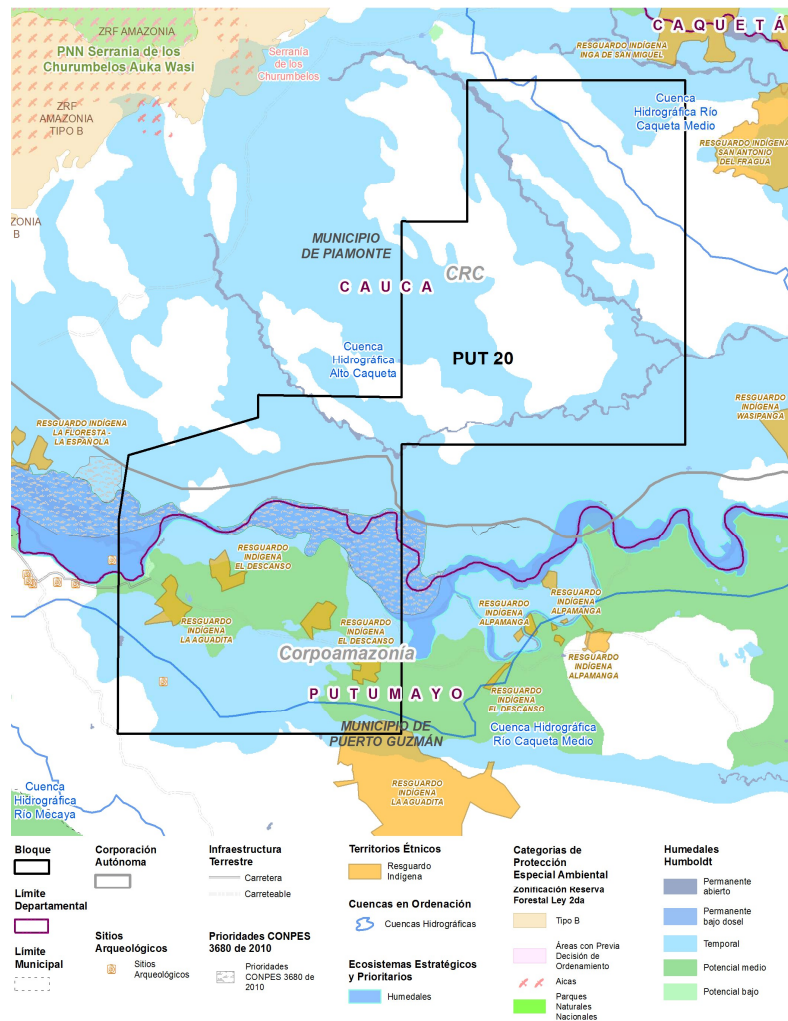 ZRF AMAZONIA
PNN Serranía de los
Churumbelos Auka Wasi
Serranía
de los
Churumbelos
ZRF
AMAZONIA
TIPO B
ZONIA
B
CAQUETÁ
RESGUARDO INDÍGENA
INGA DE SAN MIGUEL
Cuenca
Hidrográfica Río
Caqueta Medio
RESGUARDO INDÍGENA
SAN ANTONIO
DEL FRAGUA
MUNICIPIO
DE PIAMONTE
CRC
CAUCA
Cuenca
Hidrográfica
Alto Caqueta
PUT 20
RESGUARDO
INDÍGENA
WASIPANGA
RESGUARDO INDÍGENA
LA FLORESTA -
LA ESPAÑOLA
RESGUARDO
INDÍGENA
EL DESCANSO
RESGUARDO
INDÍGENA
LA AGUADITA
RESGUARDO
INDÍGENA
EL DESCANSO
RESGUARDO
INDÍGENA
ALPAMANGA
RESGUARDO
INDÍGENA
ALPAMANGA
RESGUARDO
INDÍGENA
ALPAMANGA
Corpoamazonía
PUTUMAYO
RESGUARDO
INDÍGENA
EL DESCANSO
MUNICIPIO DE
PUERTO GUZMÁN
Cuenca Hidrográfica
Río Caqueta Medio
Cuenca
Hidrográfica
Río Mecaya
RESGUARDO
INDÍGENA
LA AGUADITA
Bloque
Límite
Departamental
Límite
Municipal
Corporación
Autónoma
Sitios
Arqueológicos
Sitios
Arqueológicos
Infraestructura
Terrestre
Carretera
Carreteable
Prioridades CONPES
3680 de 2010
Prioridades
CONPES 3680 de
2010
Territorios Étnicos
Resguardo
Indígena
Cuencas en Ordenación
Cuencas Hidrográficas
Ecosistemas Estratégicos
y Prioritarios
Humedales
Categorias de
Protección
Especial Ambiental
Zonificación Reserva
Forestal Ley 2da
Tipo B
Áreas con Previa
Decisión de
Ordenamiento
Aicas
Parques
Naturales
Nacionales
Humedales
Humboldt
Permanente
abierto
Permanente
bajo dosel
Temporal
Potencial medio
Potencial bajo